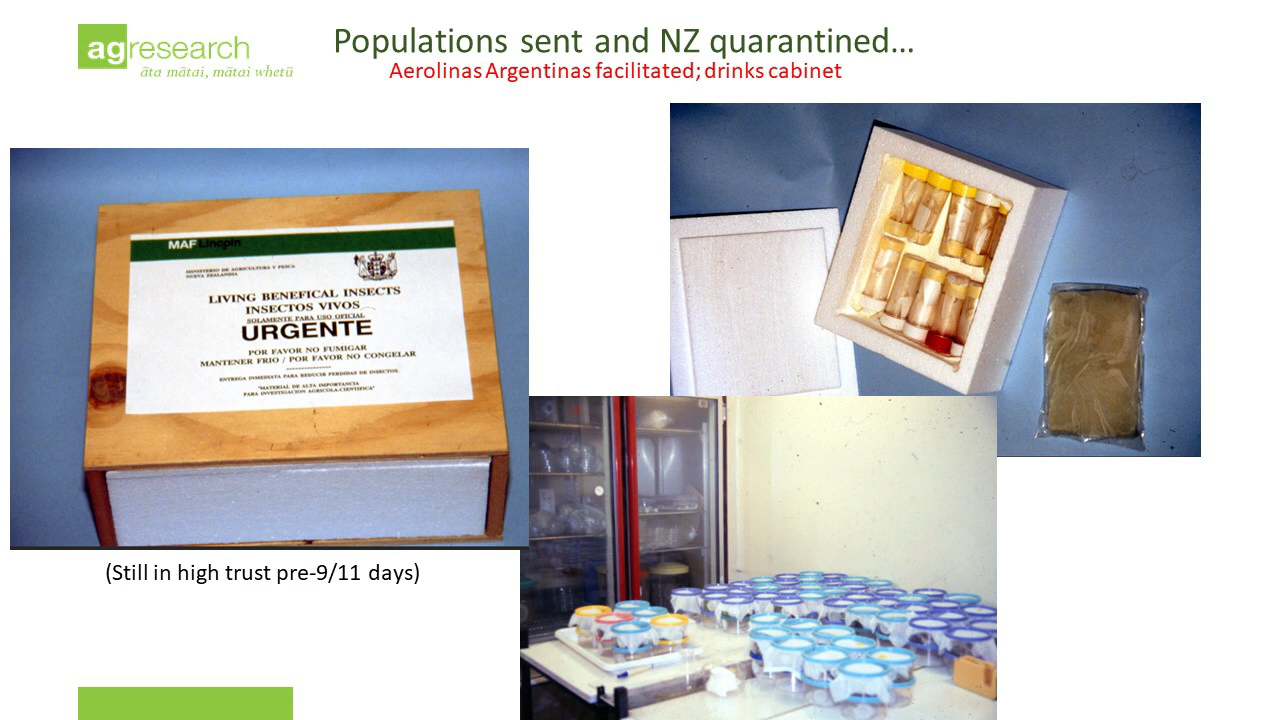 agresearch
āta mātai, mātai whetū
Populations sent and NZ quarantined...
Aerolinas Argentinas facilitated; drinks cabinet
MAF Lincoln
MINISTERIO DE AGRICULTURA Y PESCA
NUEVA ZEALANDIA
LIVING BENEFICAL INSECTS
INSECTOS VIVOS
SOLAMENTE PARA USO OFICIAL
URGENTE
POR FAVOR NO FUMIGAR
MANTENER FRIO / POR FAVOR NO CONGELAR
ENTREGA INMEDIATA PARA REDUCIR PERDIDAS DE INSECTOS.
"MATERIAL DE ALTA IMPORTANCIA
PARA INVESTIGACION AGRICOLA-CIENTIFICA"
(Still in high trust pre-9/11 days)